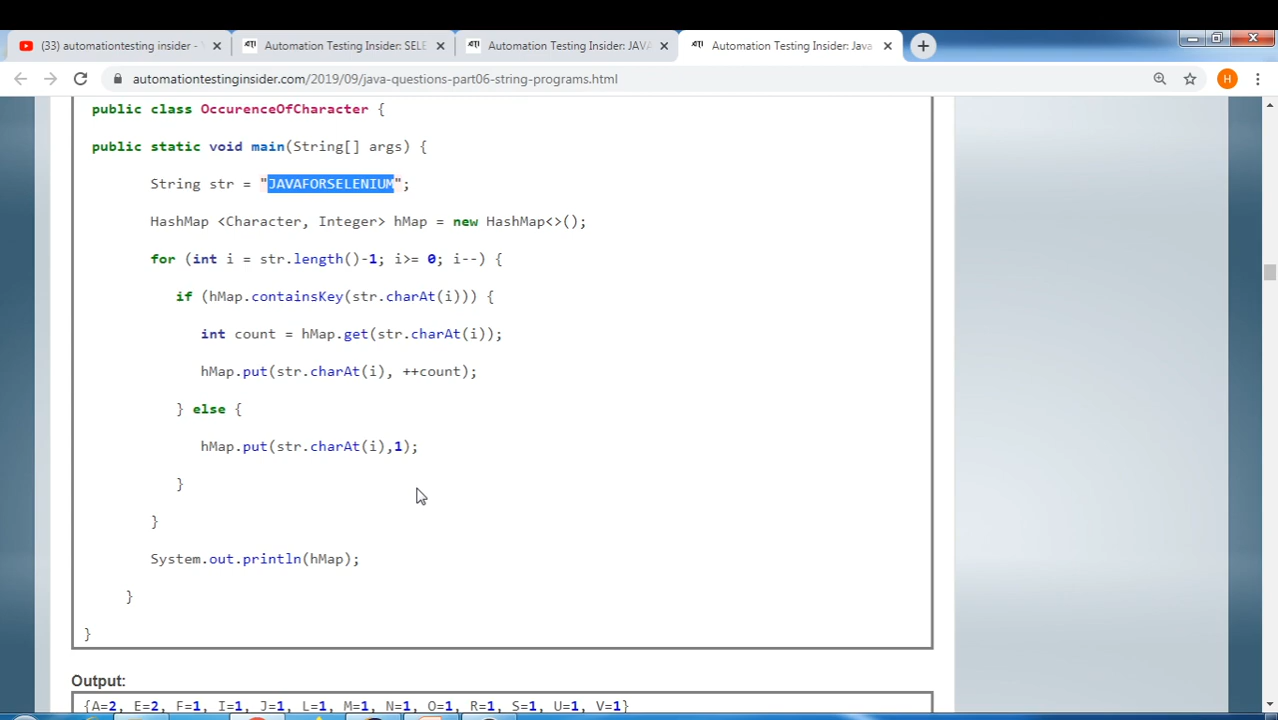 (33) automationtesting insider -
Automation Testing Insider: SELE
Automation Testing Insider: JAVA
Automation Testing Insider: Java
automationtestinginsider.com/2019/09/java-questions-part06-string-programs.html
H
public class OccurenceOfCharacter {
public static void main(String[] args) {
String str = "JAVAFORSELENIUM";
HashMap <Character, Integer> hMap = new HashMap<>();
for (int i = str.length()-1; i>= 0; i--) {
if (hMap.containsKey(str.charAt(i))) {
int count = hMap.get(str.charAt(i));
hMap.put(str.charAt(i), ++count);
} else {
hMap.put(str.charAt(i),1);
}
}
System.out.println(hMap);
}
}
Output:
{A=2, E=2, F=1, I=1, J=1, L=1, M=1, N=1, O=1, R=1, S=1, U=1, V=1}